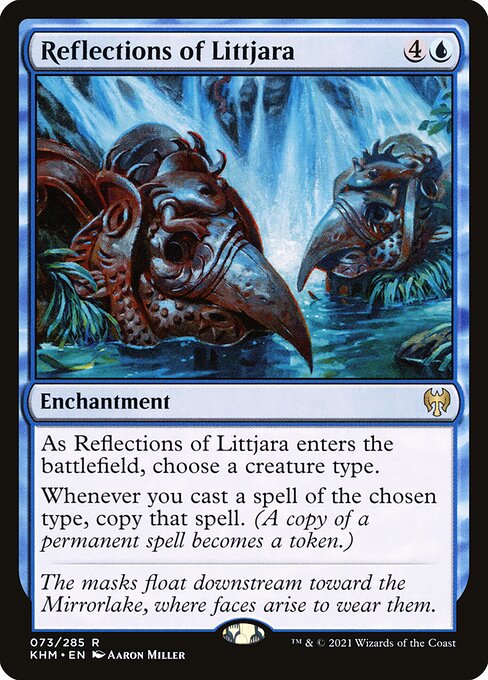 Reflections of Littjara 4
Enchantment
As Reflections of Littjara enters the
battlefield, choose a creature type.
Whenever you cast a spell of the chosen
type, copy that spell. (A copy of a
permanent spell becomes a token.)
The masks float downstream toward the
Mirrorlake, where faces arise to wear them.
073/285 R
KHM • EN Aaron Miller
™ & © 2021 Wizards of the Coast